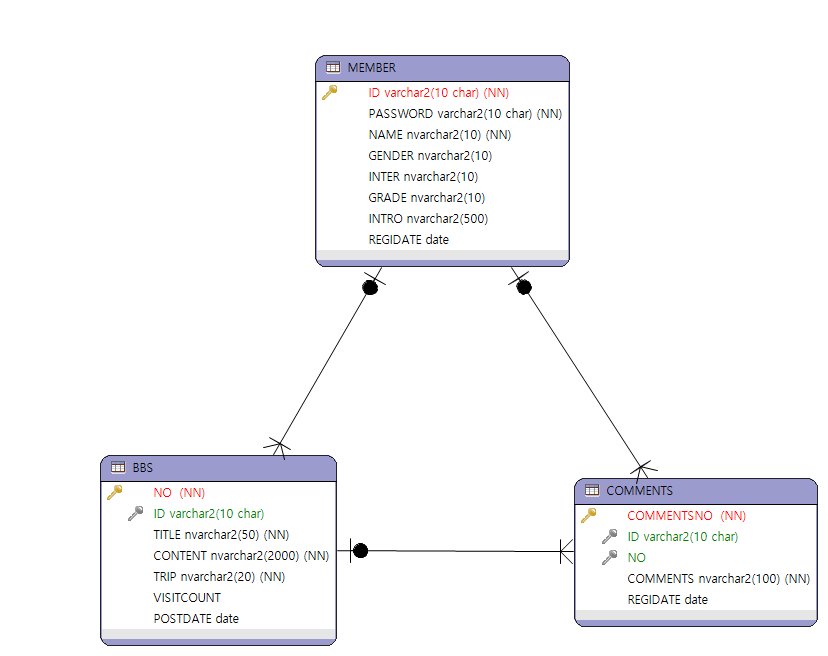 MEMBER
ID varchar2(10 char) (NN)
PASSWORD varchar2(10 char) (NN)
NAME nvarchar2(10) (NN)
GENDER nvarchar2(10)
INTER nvarchar2(10)
GRADE nvarchar2(10)
INTRO nvarchar2(500)
REGIDATE date
BBS
NO (NN)
ID varchar2(10 char)
TITLE nvarchar2(50) (NN)
CONTENT nvarchar2(2000) (NN)
TRIP nvarchar2(20) (NN)
VISITCOUNT
POSTDATE date
COMMENTS
COMMENTSNO (NN)
ID varchar2(10 char)
NO
COMMENTS nvarchar2(100) (NN)
REGIDATE date